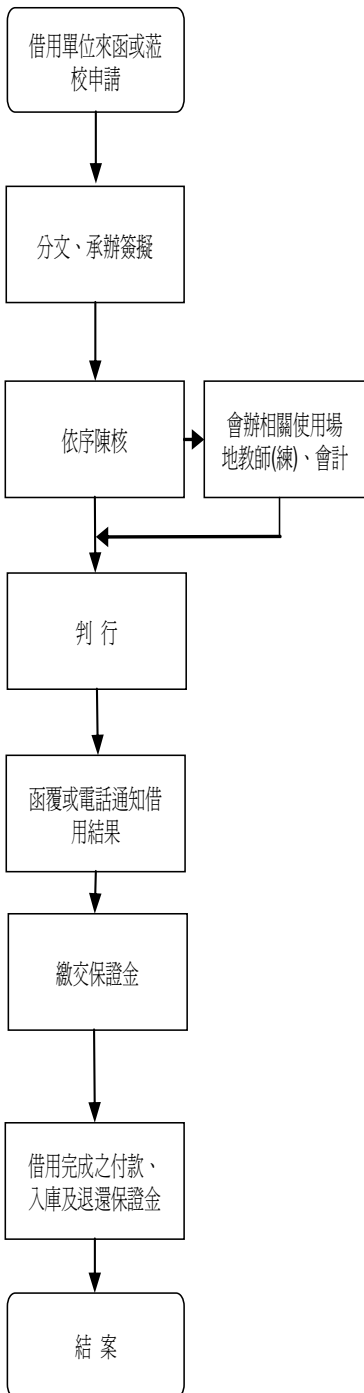 借用單位來函或蒞
校申請
分文、承辦簽擬
依序陳核
會辦相關使用場
地教師(練)、會計
判 行
函覆或電話通知借
用結果
繳交保證金
借用完成之付款、
入庫及退還保證金
結 案